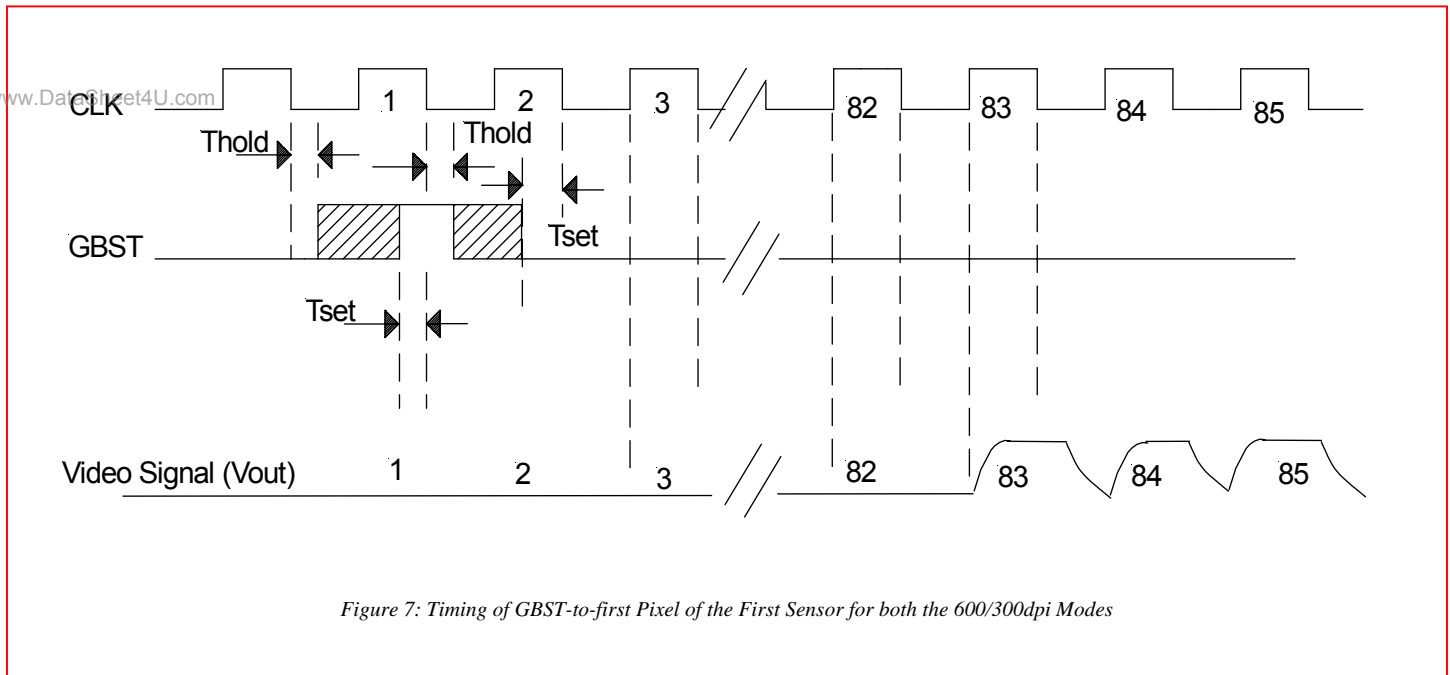 www.DataSheet4U.com
CLK 1 2 3 82 83 84 85
Thold Thold
GBST Tset
Tset
Video Signal (Vout) 1 2 3 82 83 84 85
Figure 7: Timing of GBST-to-first Pixel of the First Sensor for both the 600/300dpi Modes